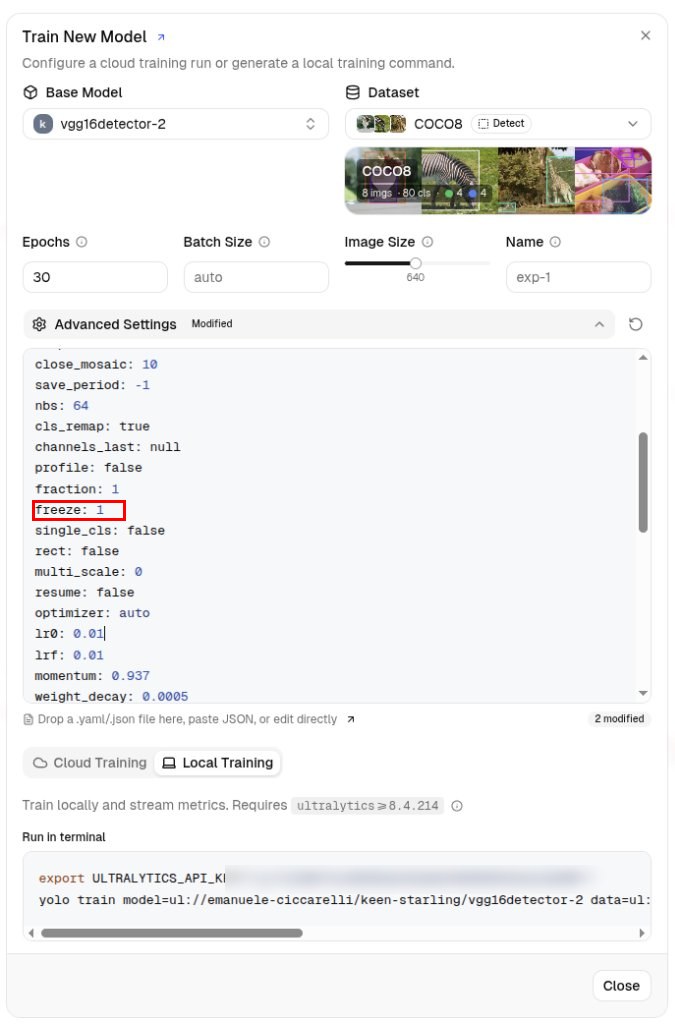 Train New Model
Configure a cloud training run or generate a local training command.
Base Model
Dataset
k vgg16detector-2
COCO8 Detect
COCO8
8 imgs · 80 cls · 4 4
Epochs
Batch Size
Image Size
Name
30
auto
640
exp-1
Advanced Settings Modified
close_mosaic: 10
save_period: -1
nbs: 64
cls_remap: true
channels_last: null
profile: false
fraction: 1
freeze: 1
single_cls: false
rect: false
multi_scale: 0
resume: false
optimizer: auto
lr0: 0.01
lrf: 0.01
momentum: 0.937
weight_decay: 0.0005
Drop a .yaml/.json file here, paste JSON, or edit directly
2 modified
Cloud Training
Local Training
Train locally and stream metrics. Requires ultralytics≥8.4.214
Run in terminal
export ULTRALYTICS_API_K
yolo train model=ul://emanuele-ciccarelli/keen-starling/vgg16detector-2 data=ul:
Close